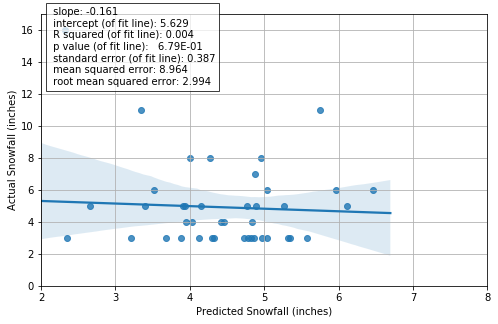 slope: -0.161
intercept (of fit line): 5.629
R squared (of fit line): 0.004
p value (of fit line):   6.79E-01
standard error (of fit line): 0.387
mean squared error: 8.964
root mean squared error: 2.994
Actual Snowfall (inches)
16
14
12
10
8
6
4
2
0
2 3 4 5 6 7 8
Predicted Snowfall (inches)